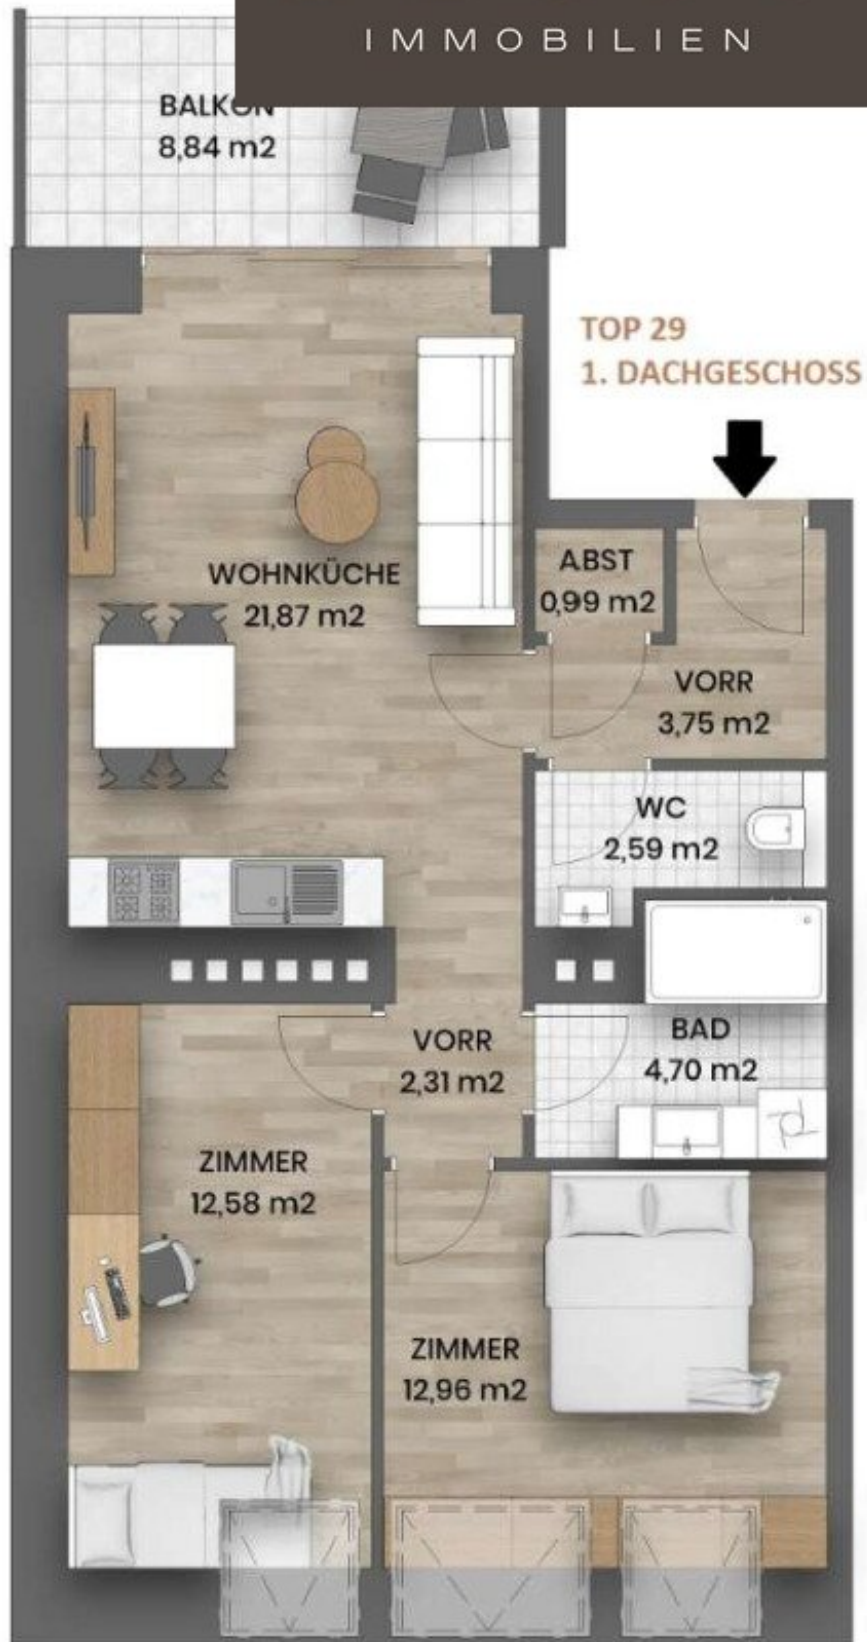 IMMOBILIEN
BALKON
8,84 m2
TOP 29
1. DACHGESCHOSS
WOHNKÜCHE
21,87 m2
ABST
0,99 m2
VORR
3,75 m2
WC
2,59 m2
VORR
2,31 m2
BAD
4,70 m2
ZIMMER
12,58 m2
ZIMMER
12,96 m2